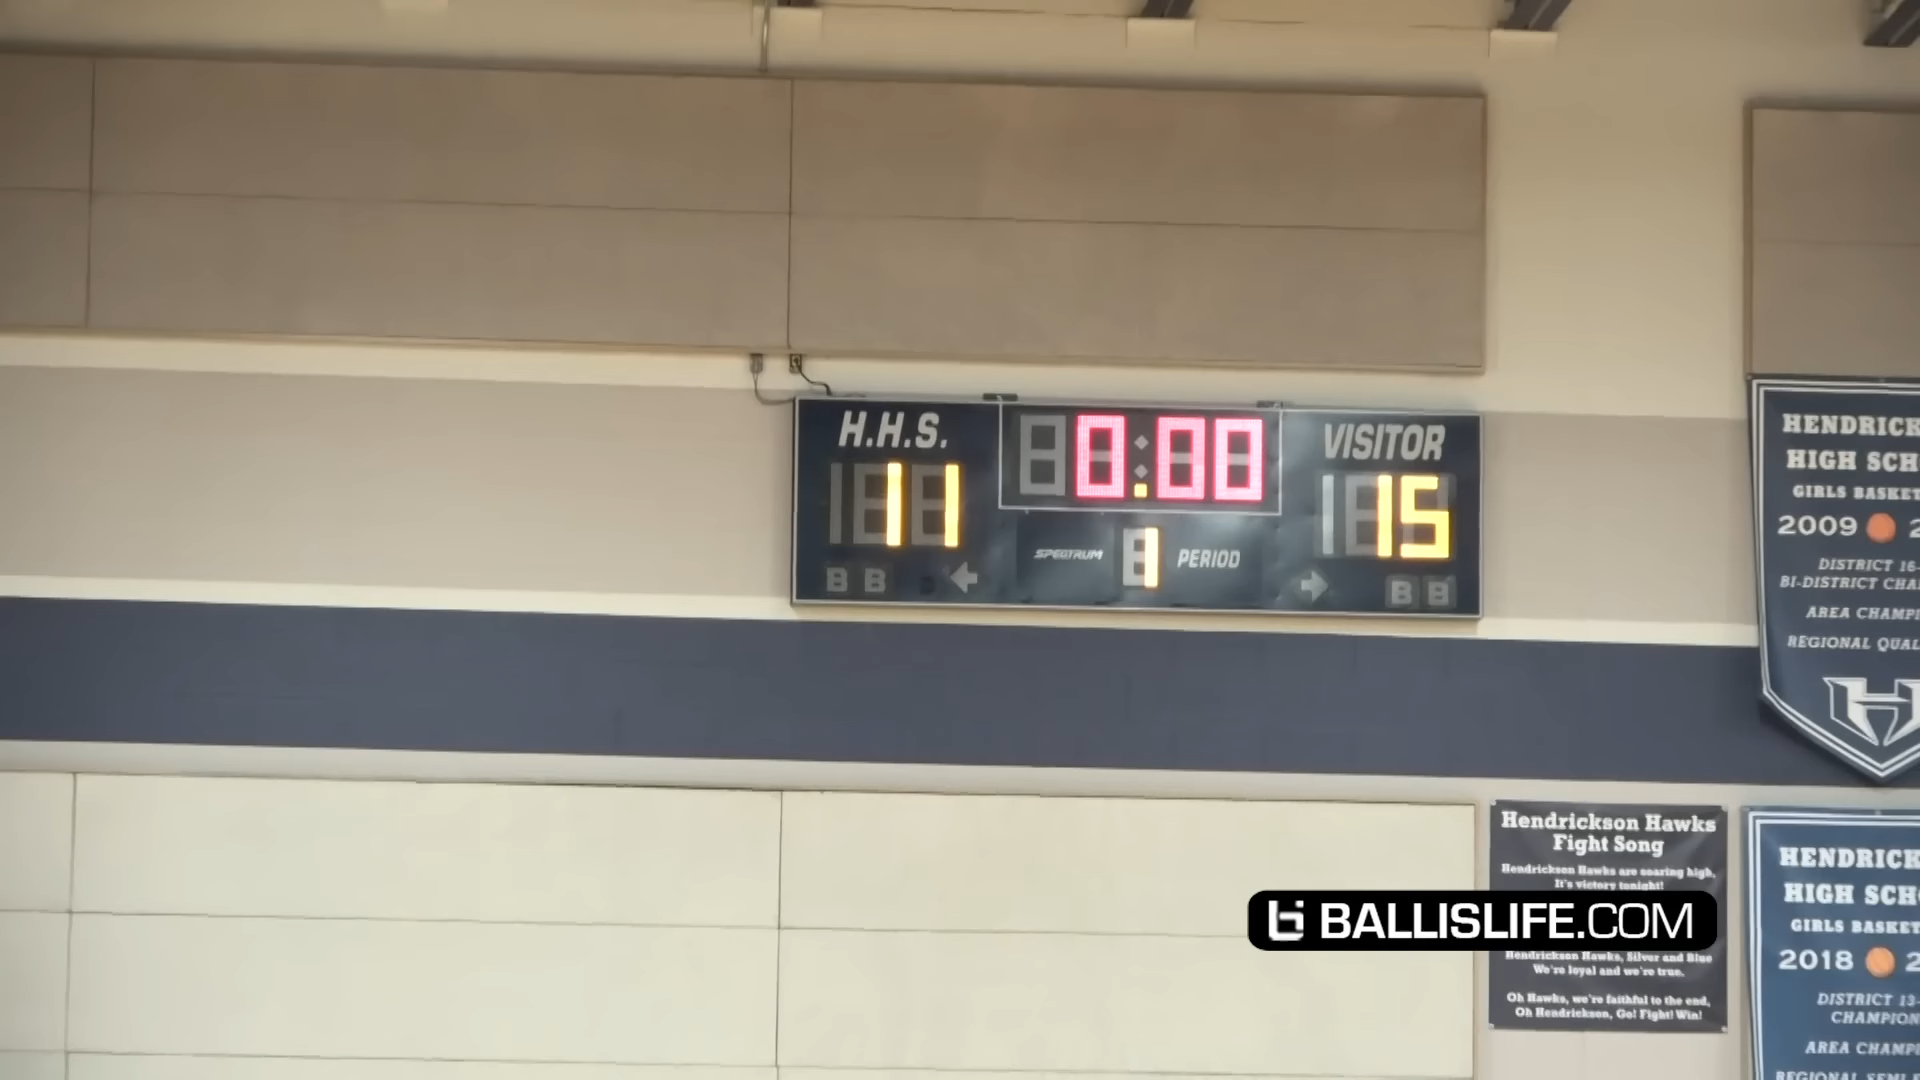 H.H.S.
0:00
VISITOR
11
15
SPECTRUM
1
PERIOD
B B
B B
HENDRICK
HIGH SCH
GIRLS BASKET
2009
DISTRICT 16-
BI-DISTRICT CHA
AREA CHAMP
REGIONAL QUAL
H
Hendrickson Hawks
Fight Song
Hendrickson Hawks are soaring high,
It's victory tonight!
BALLISLIFE.COM
Hendrickson Hawks, Silver and Blue
We're loyal and we're true.
Oh Hawks, we're faithful to the end,
Oh Hendrickson, Go! Fight! Win!
HENDRICK
HIGH SCH
GIRLS BASKET
2018
DISTRICT 13-
CHAMPION
AREA CHAMP
REGIONAL SEMI-F